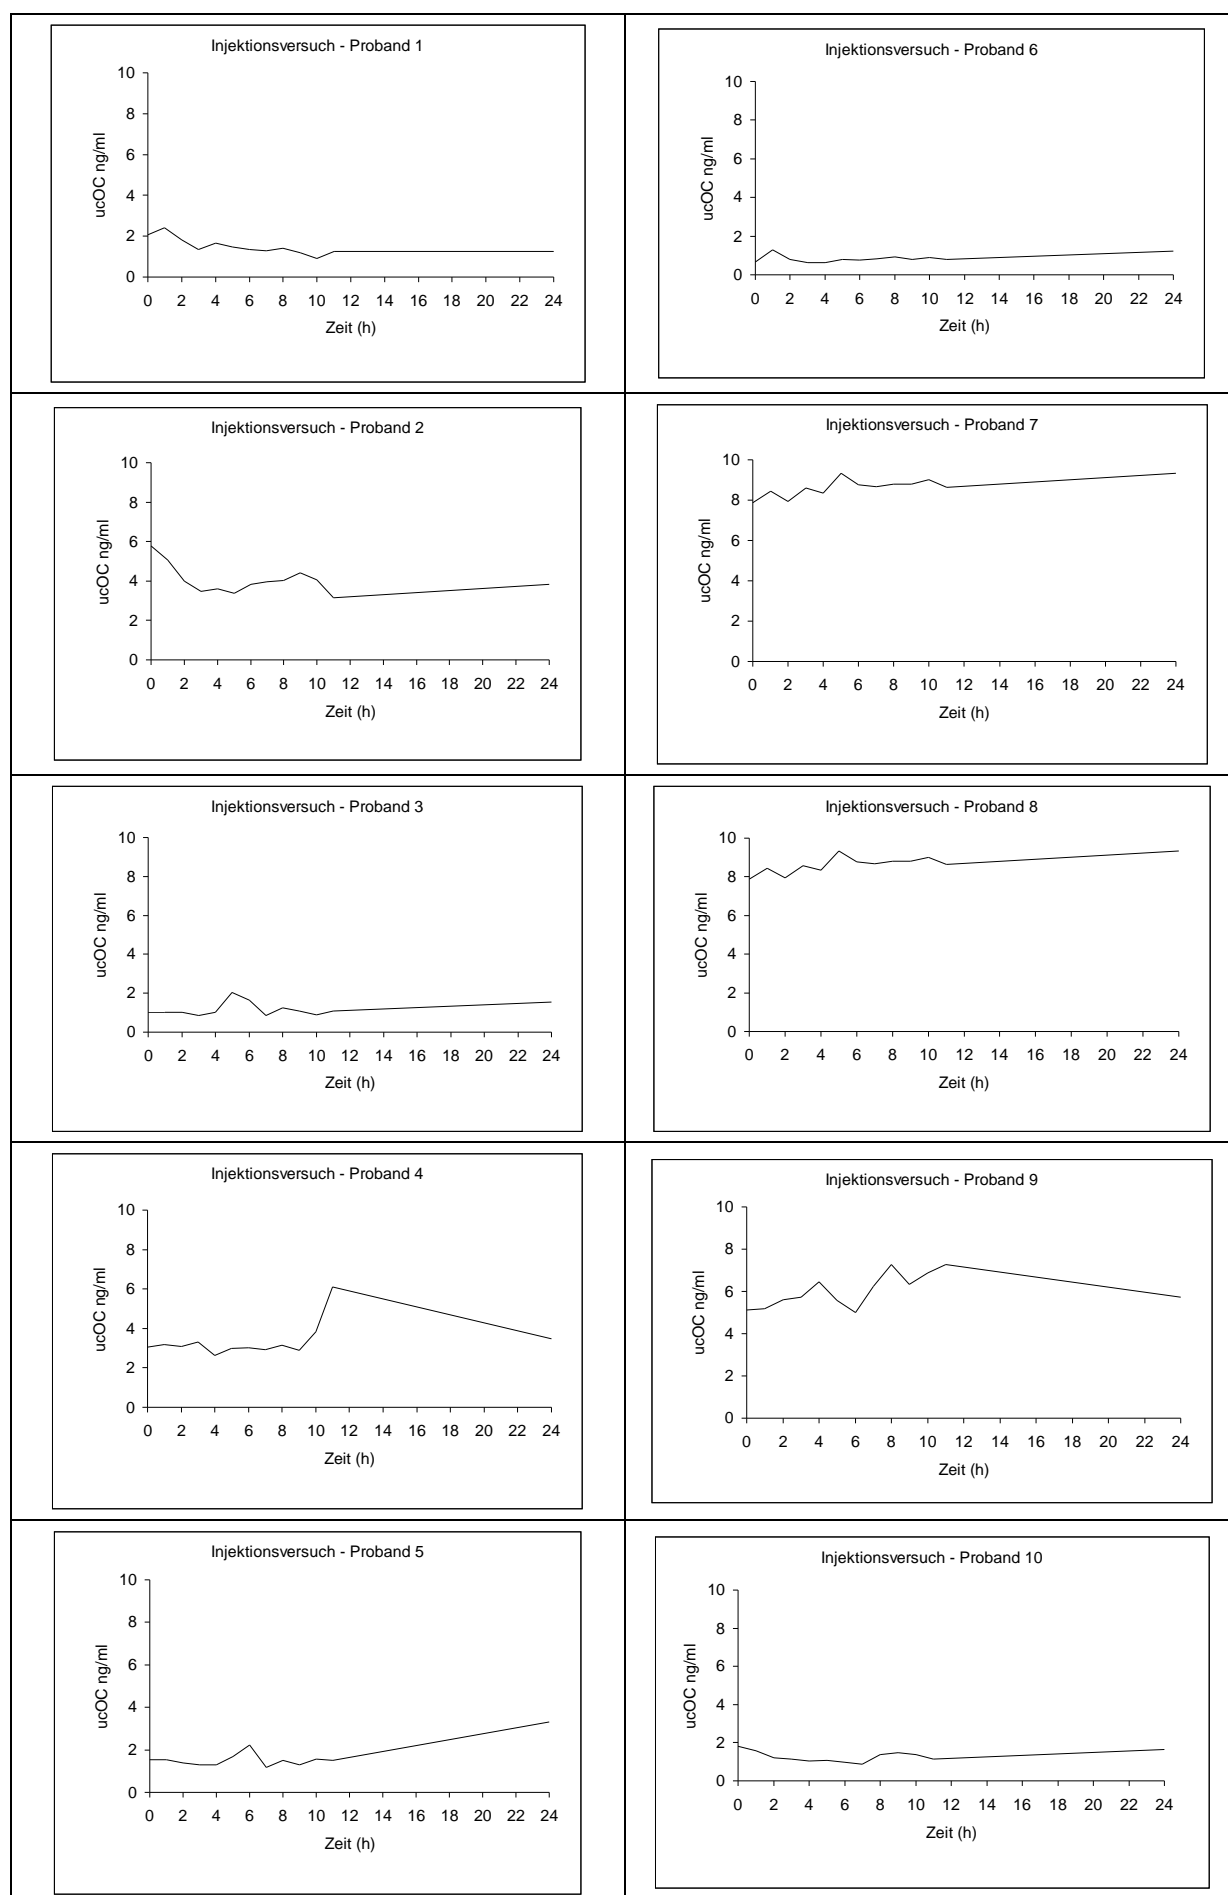 Injektionsversuch - Proband 1
10
8
6
4
2
0
ucOC ng/ml
0 2 4 6 8 10 12 14 16 18 20 22 24
Zeit (h)
Injektionsversuch - Proband 6
10
8
6
4
2
0
ucOC ng/ml
0 2 4 6 8 10 12 14 16 18 20 22 24
Zeit (h)
Injektionsversuch - Proband 2
10
8
6
4
2
0
ucOC ng/ml
0 2 4 6 8 10 12 14 16 18 20 22 24
Zeit (h)
Injektionsversuch - Proband 7
10
8
6
4
2
0
ucOC ng/ml
0 2 4 6 8 10 12 14 16 18 20 22 24
Zeit (h)
Injektionsversuch - Proband 3
10
8
6
4
2
0
ucOC ng/ml
0 2 4 6 8 10 12 14 16 18 20 22 24
Zeit (h)
Injektionsversuch - Proband 8
10
8
6
4
2
0
ucOC ng/ml
0 2 4 6 8 10 12 14 16 18 20 22 24
Zeit (h)
Injektionsversuch - Proband 4
10
8
6
4
2
0
ucOC ng/ml
0 2 4 6 8 10 12 14 16 18 20 22 24
Zeit (h)
Injektionsversuch - Proband 9
10
8
6
4
2
0
ucOC ng/ml
0 2 4 6 8 10 12 14 16 18 20 22 24
Zeit (h)
Injektionsversuch - Proband 5
10
8
6
4
2
0
ucOC ng/ml
0 2 4 6 8 10 12 14 16 18 20 22 24
Zeit (h)
Injektionsversuch - Proband 10
10
8
6
4
2
0
ucOC ng/ml
0 2 4 6 8 10 12 14 16 18 20 22 24
Zeit (h)